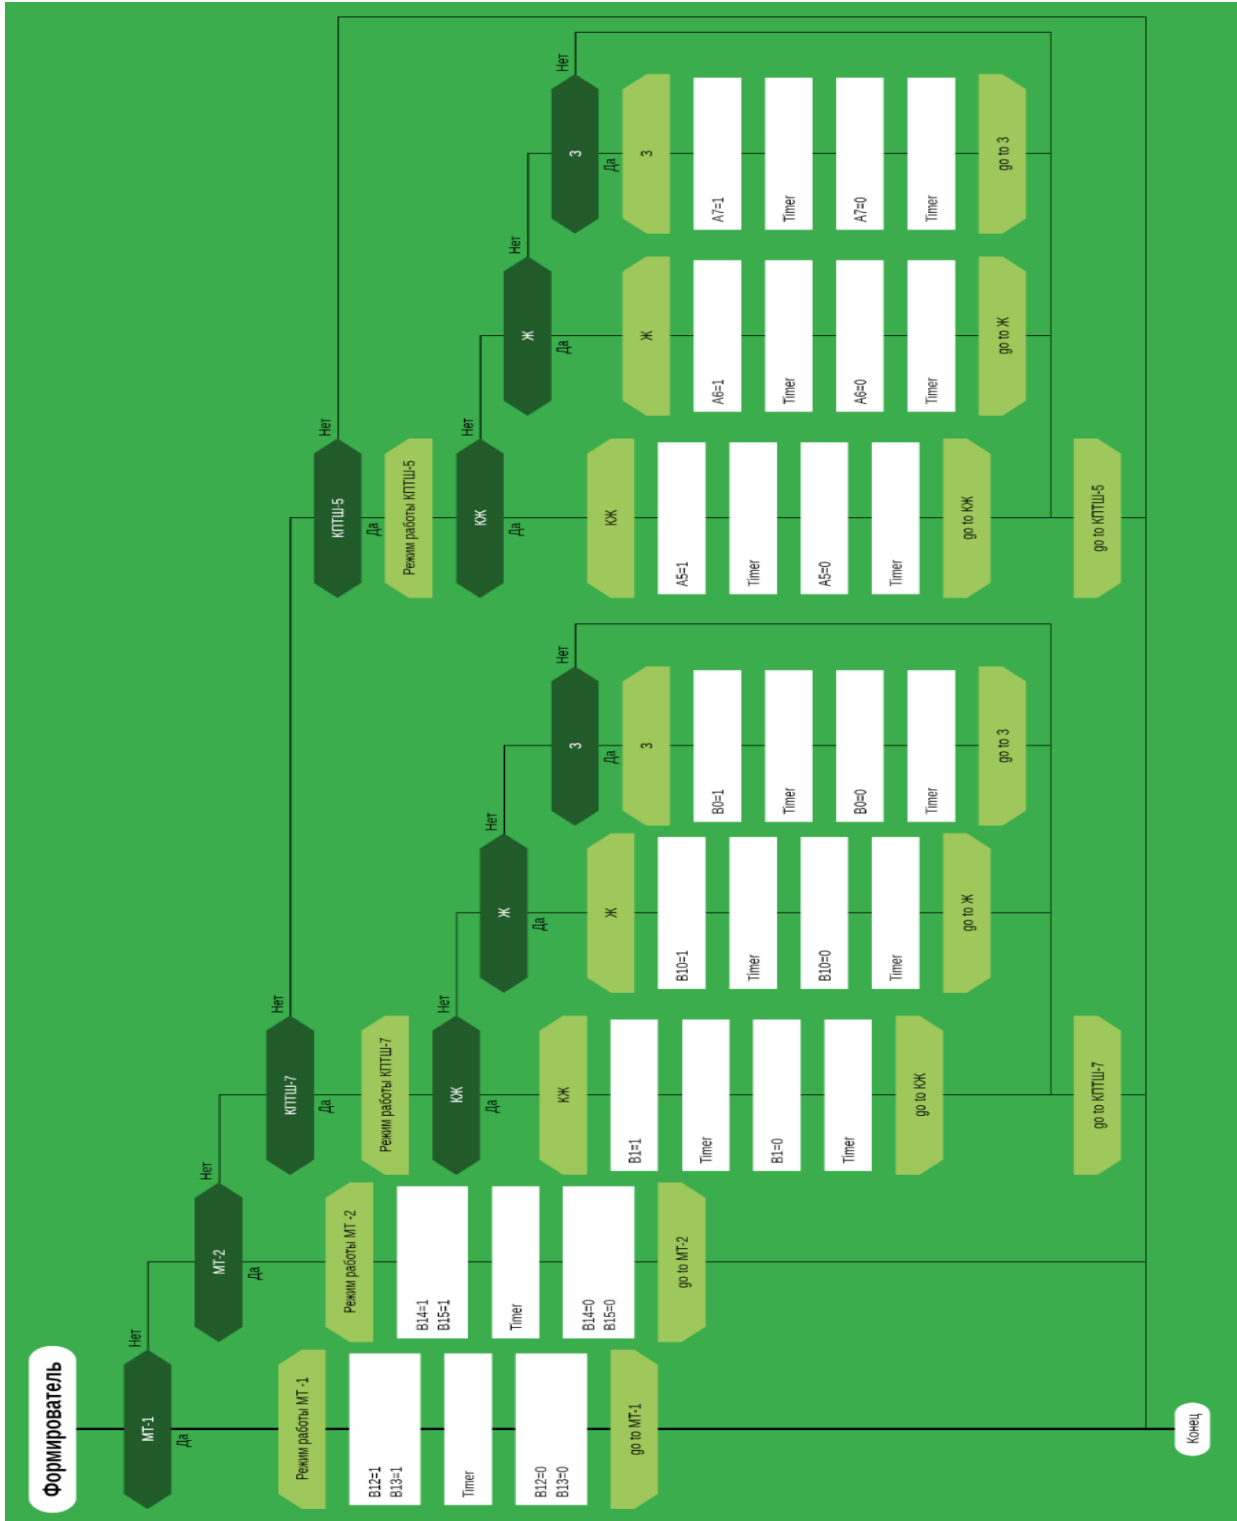 Формирователь
МТ-1
Да
Нет
Режим работы МТ -1
B12=1
B13=1
Timer
B12=0
B13=0
go to МТ-1
Конец
МТ-2
Да
Нет
Режим работы МТ -2
B14=1
B15=1
Timer
B14=0
B15=0
go to МТ-2
КПТШ-7
Да
Нет
Режим работы КПТШ-7
КЖ
Да
Нет
КЖ
B1=1
Timer
B1=0
Timer
go to КЖ
go to КПТШ-7
Ж
Да
Нет
Ж
B10=1
Timer
B10=0
Timer
go to Ж
З
Да
Нет
З
B0=1
Timer
B0=0
Timer
go to З
КПТШ-5
Да
Нет
Режим работы КПТШ-5
КЖ
Да
Нет
КЖ
A5=1
Timer
A5=0
Timer
go to КЖ
go to КПТШ-5
Ж
Да
Нет
Ж
A6=1
Timer
A6=0
Timer
go to Ж
З
Да
Нет
З
A7=1
Timer
A7=0
Timer
go to З